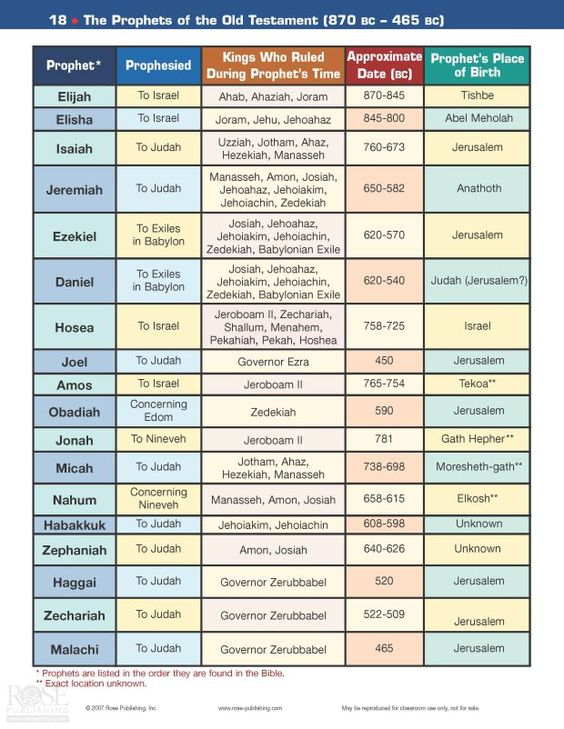 18 • The Prophets of the Old Testament (870 BC – 465 BC)
Prophet*
Prophesied
Kings Who Ruled
During Prophet's Time
Approximate
Date (BC)
Prophet's Place
of Birth
Elijah
To Israel
Ahab, Ahaziah, Joram
870-845
Tishbe
Elisha
To Israel
Joram, Jehu, Jehoahaz
845-800
Abel Meholah
Isaiah
To Judah
Uzziah, Jotham, Ahaz,
Hezekiah, Manasseh
760-673
Jerusalem
Jeremiah
To Judah
Manasseh, Amon, Josiah,
Jehoahaz, Jehoiakim,
Jehoiachin, Zedekiah
650-582
Anathoth
Ezekiel
To Exiles
in Babylon
Josiah, Jehoahaz,
Jehoiakim, Jehoiachin,
Zedekiah, Babylonian Exile
620-570
Jerusalem
Daniel
To Exiles
in Babylon
Josiah, Jehoahaz,
Jehoiakim, Jehoiachin,
Zedekiah, Babylonian Exile
620-540
Judah (Jerusalem?)
Hosea
To Israel
Jeroboam II, Zechariah,
Shallum, Menahem,
Pekahiah, Pekah, Hoshea
758-725
Israel
Joel
To Judah
Governor Ezra
450
Jerusalem
Amos
To Israel
Jeroboam II
765-754
Tekoa**
Obadiah
Concerning
Edom
Zedekiah
590
Jerusalem
Jonah
To Nineveh
Jeroboam II
781
Gath Hepher**
Micah
To Judah
Jotham, Ahaz,
Hezekiah, Manasseh
738-698
Moresheth-gath**
Nahum
Concerning
Nineveh
Manasseh, Amon, Josiah
658-615
Elkosh**
Habakkuk
To Judah
Jehoiakim, Jehoiachin
608-598
Unknown
Zephaniah
To Judah
Amon, Josiah
640-626
Unknown
Haggai
To Judah
Governor Zerubbabel
520
Jerusalem
Zechariah
To Judah
Governor Zerubbabel
522-509
Jerusalem
Malachi
To Judah
Governor Zerubbabel
465
Jerusalem
* Prophets are listed in the order they are found in the Bible.
** Exact location unknown.
ROSE
PUBLISHING
www.rose-publishing.com
© 2007 Rose Publishing, Inc.
www.rose-publishing.com
May be reproduced for classroom use only, not for sale.